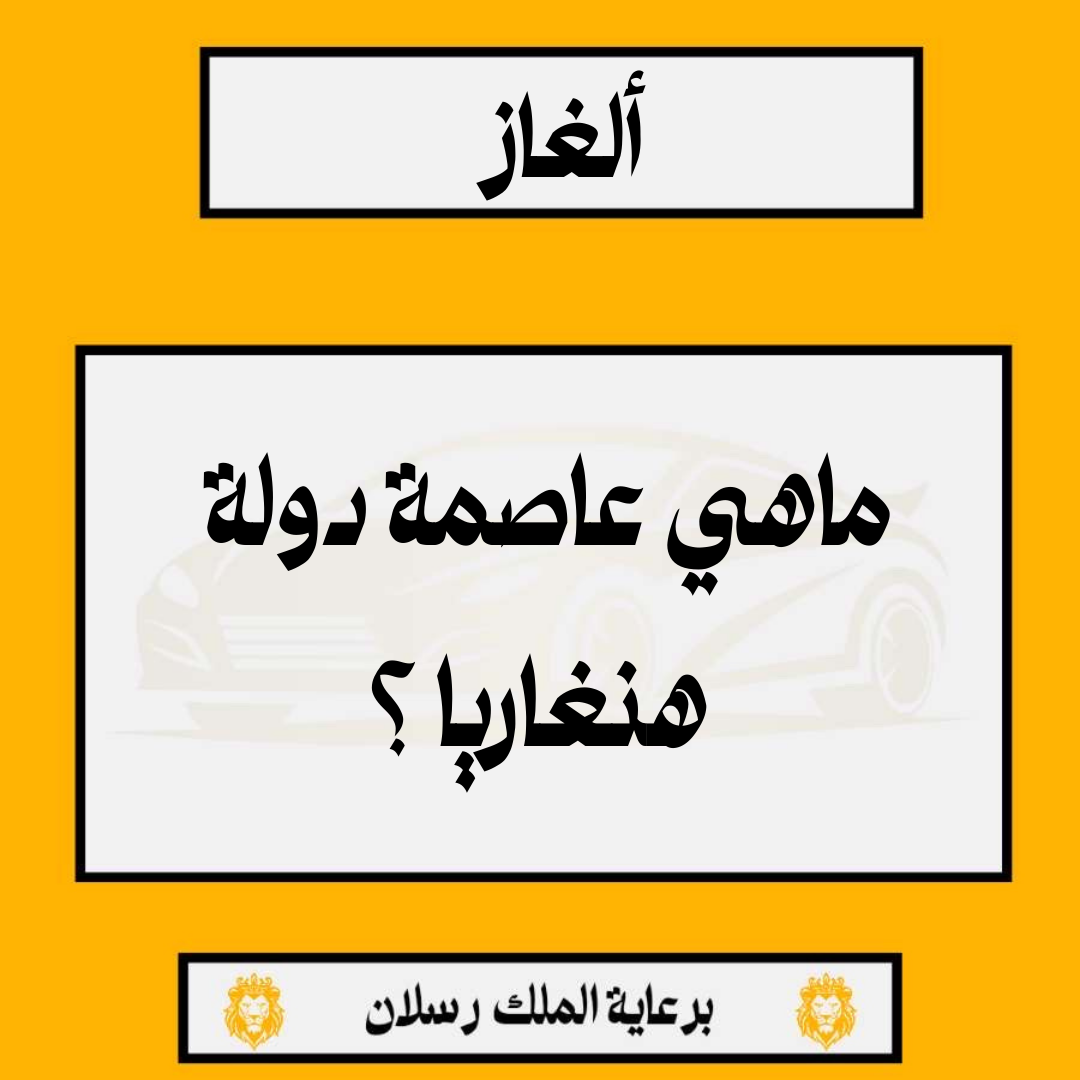 ألغاز
ماهي عاصمة دولة
هنغاريا ؟
برعاية الملك رسلان